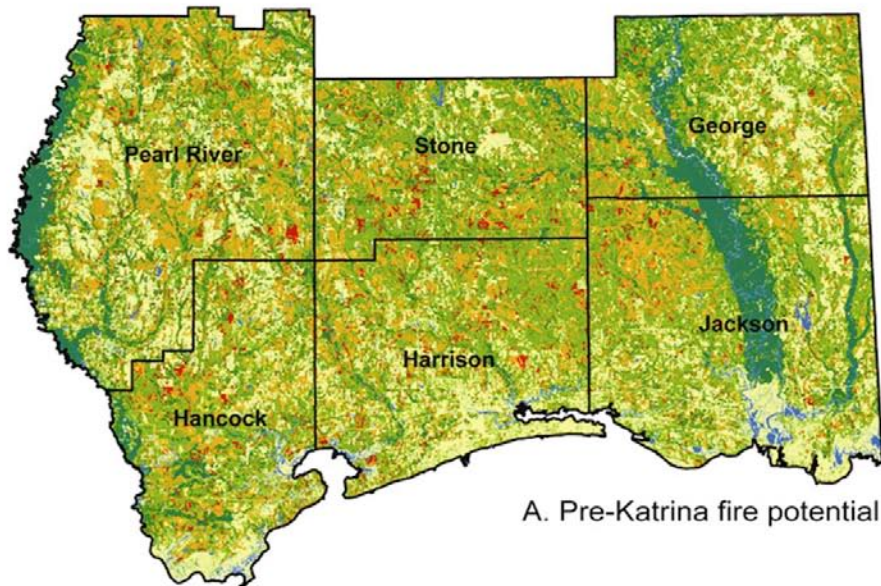 George
Stone
Pearl River
Jackson
Harrison
Hancock
A. Pre-Katrina fire potential